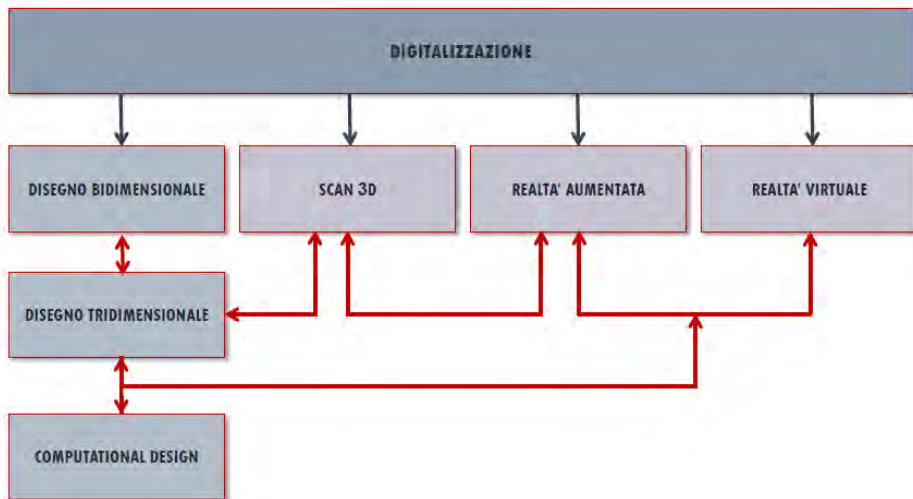 DIGITALIZZAZIONE
DISEGNO BIDIMENSIONALE
SCAN 3D
REALTA' AUMENTATA
REALTA' VIRTUALE
DISEGNO TRIDIMENSIONALE
COMPUTATIONAL DESIGN